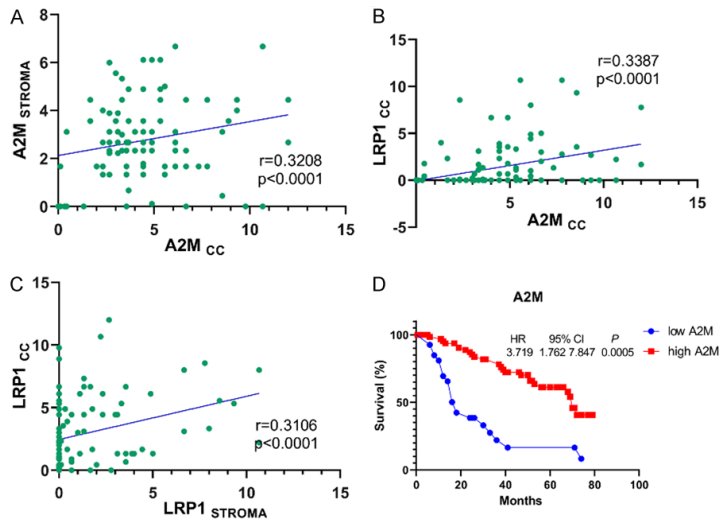 A
8
6
4
2
0
A2M STROMA
0
5
10
15
A2M CC
r=0.3208
p<0.0001
B
15
10
5
0
-5
LRP1 CC
5
10
15
A2M CC
r=0.3387
p<0.0001
C
15
10
5
0
LRP1 CC
0
5
10
15
LRP1 STROMA
r=0.3106
p<0.0001
D
A2M
100
50
0
Survival (%)
0
20
40
60
80
100
Months
HR 95% CI P
3.719 1.762 7.847 0.0005
low A2M
high A2M